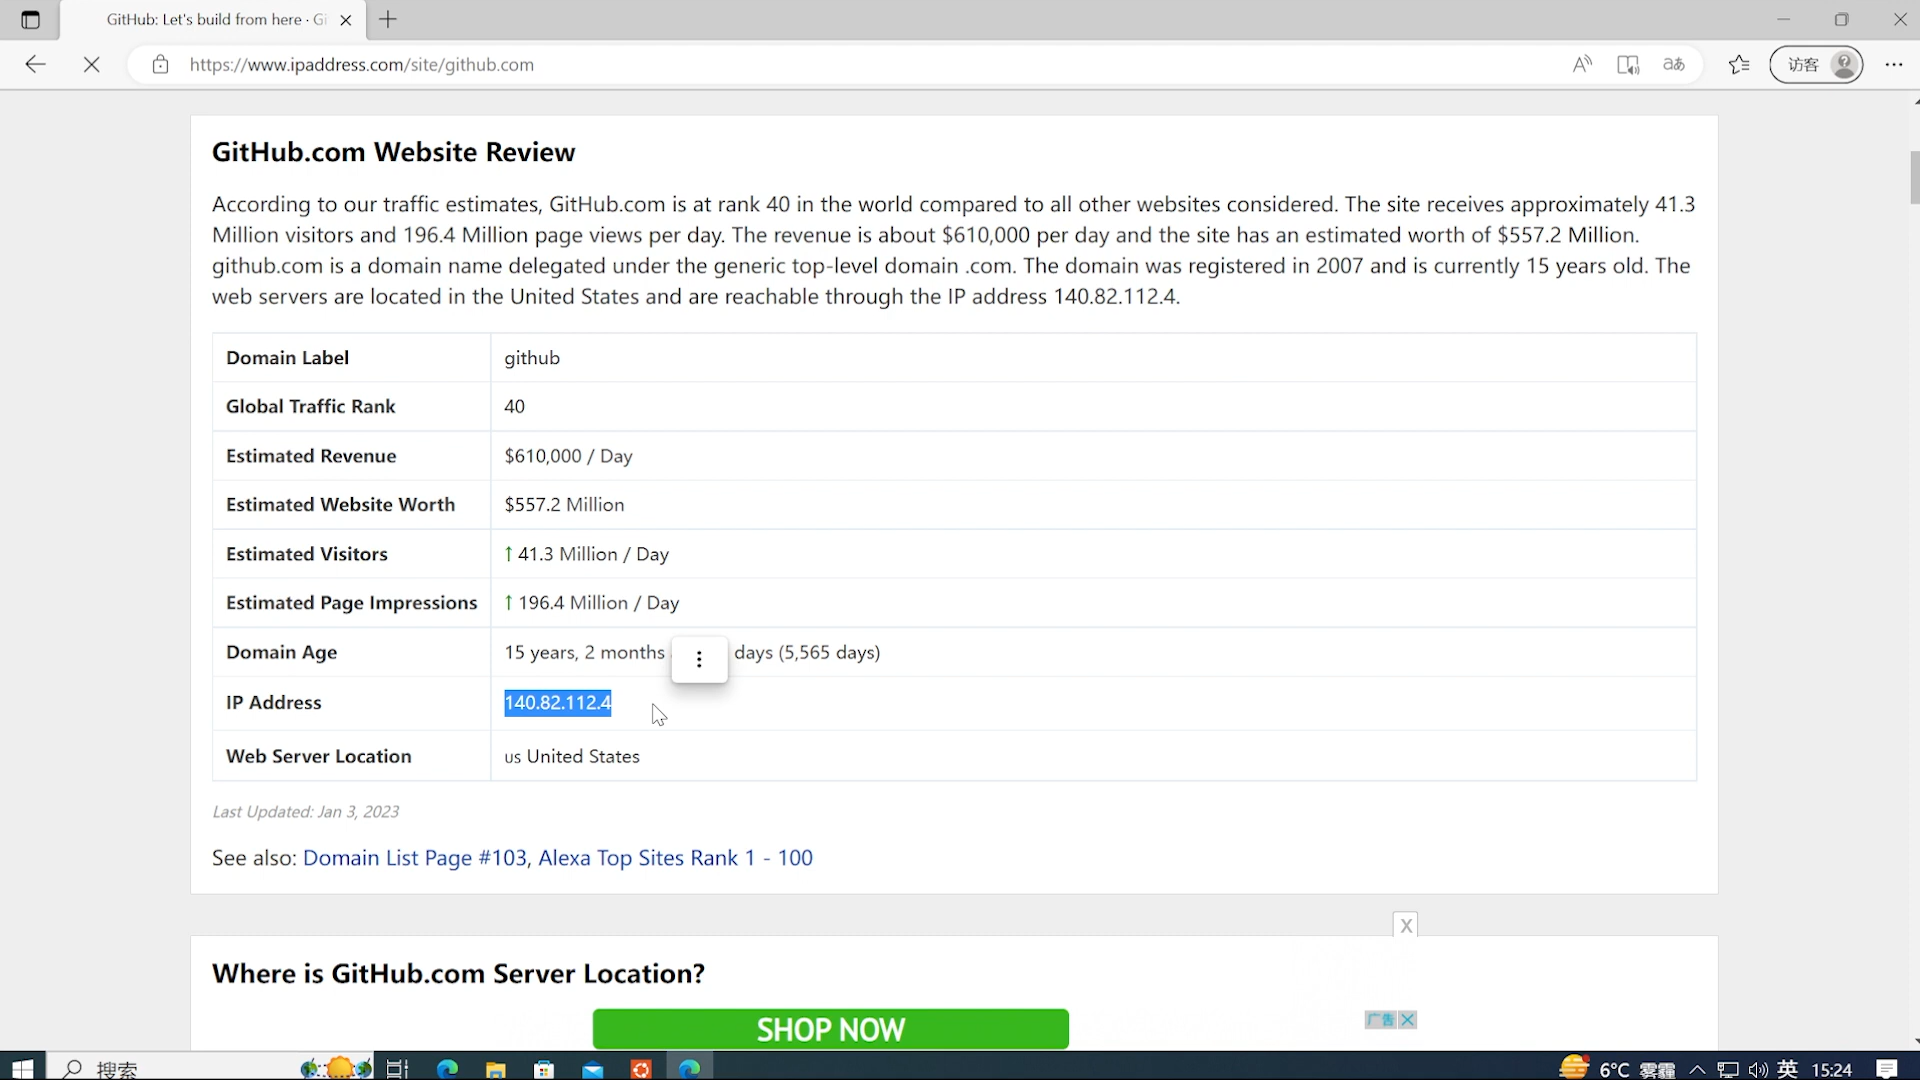 GitHub: Let's build from here · Gi
https://www.ipaddress.com/site/github.com
访客
GitHub.com Website Review
According to our traffic estimates, GitHub.com is at rank 40 in the world compared to all other websites considered. The site receives approximately 41.3
Million visitors and 196.4 Million page views per day. The revenue is about $610,000 per day and the site has an estimated worth of $557.2 Million.
github.com is a domain name delegated under the generic top-level domain .com. The domain was registered in 2007 and is currently 15 years old. The
web servers are located in the United States and are reachable through the IP address 140.82.112.4.
Domain Label github
Global Traffic Rank 40
Estimated Revenue $610,000 / Day
Estimated Website Worth $557.2 Million
Estimated Visitors ↑ 41.3 Million / Day
Estimated Page Impressions ↑ 196.4 Million / Day
Domain Age 15 years, 2 months days (5,565 days)
IP Address 140.82.112.4
Web Server Location us United States
Last Updated: Jan 3, 2023
See also: Domain List Page #103, Alexa Top Sites Rank 1 - 100
X
Where is GitHub.com Server Location?
SHOP NOW
广告
搜索
6°C 雾霾 英 15:24